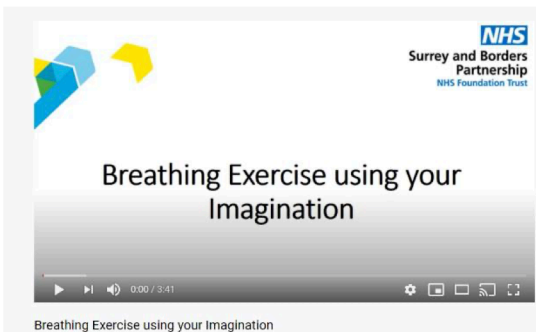 NHS
Surrey and Borders
Partnership
NHS Foundation Trust
Breathing Exercise using your
Imagination
0:00 / 3:41
Breathing Exercise using your Imagination